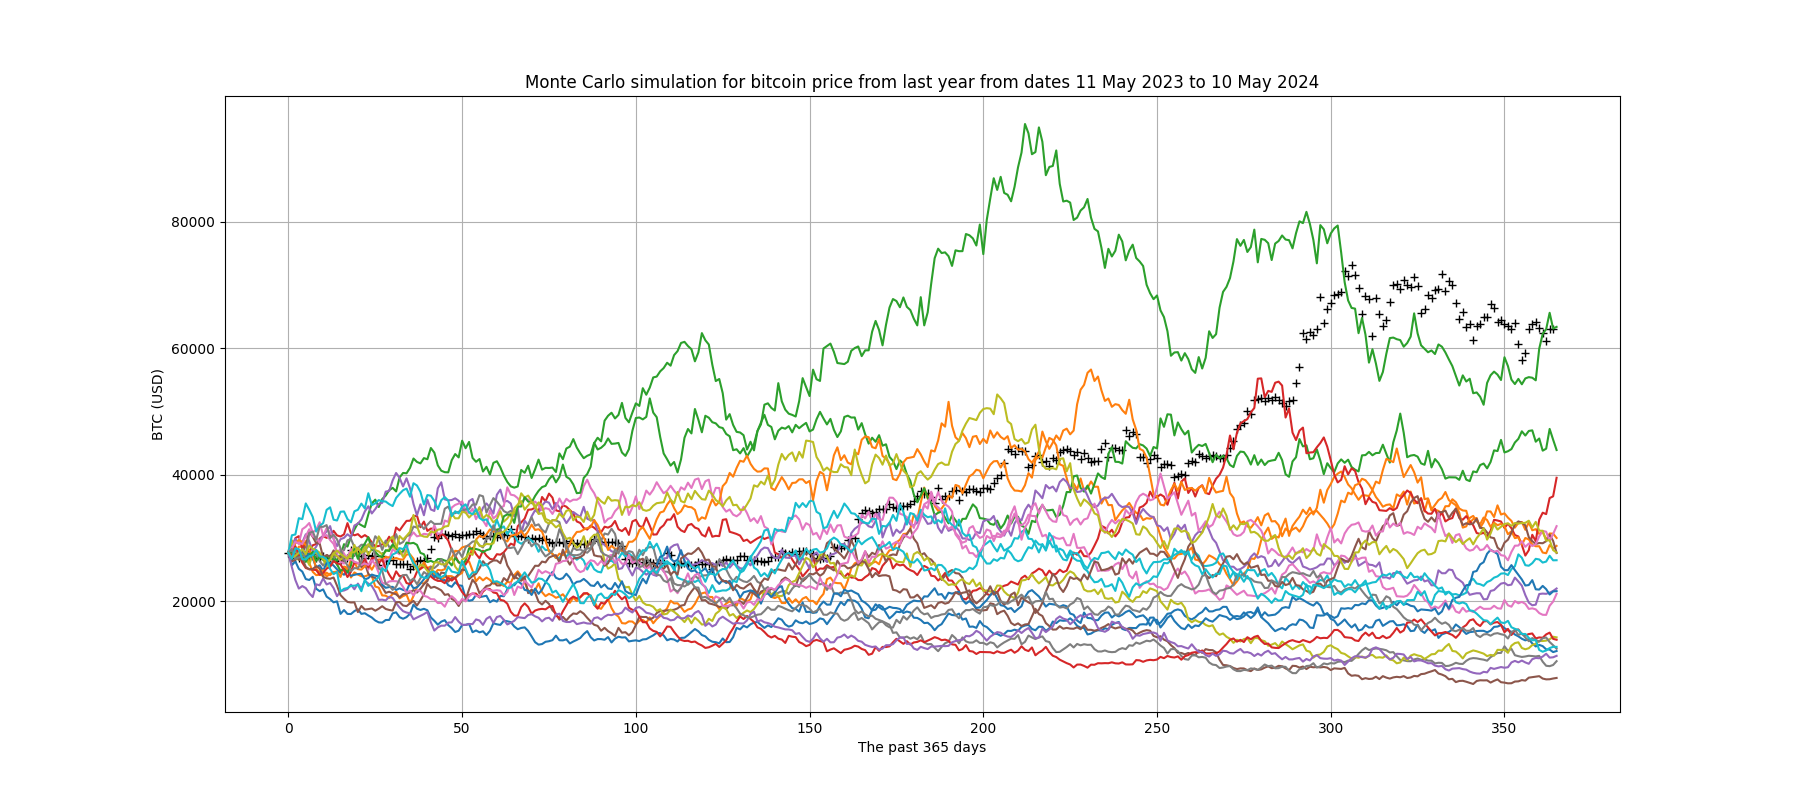 Monte Carlo simulation for bitcoin price from last year from dates 11 May 2023 to 10 May 2024
80000
60000
40000
20000
BTC (USD)
0 50 100 150 200 250 300 350
The past 365 days